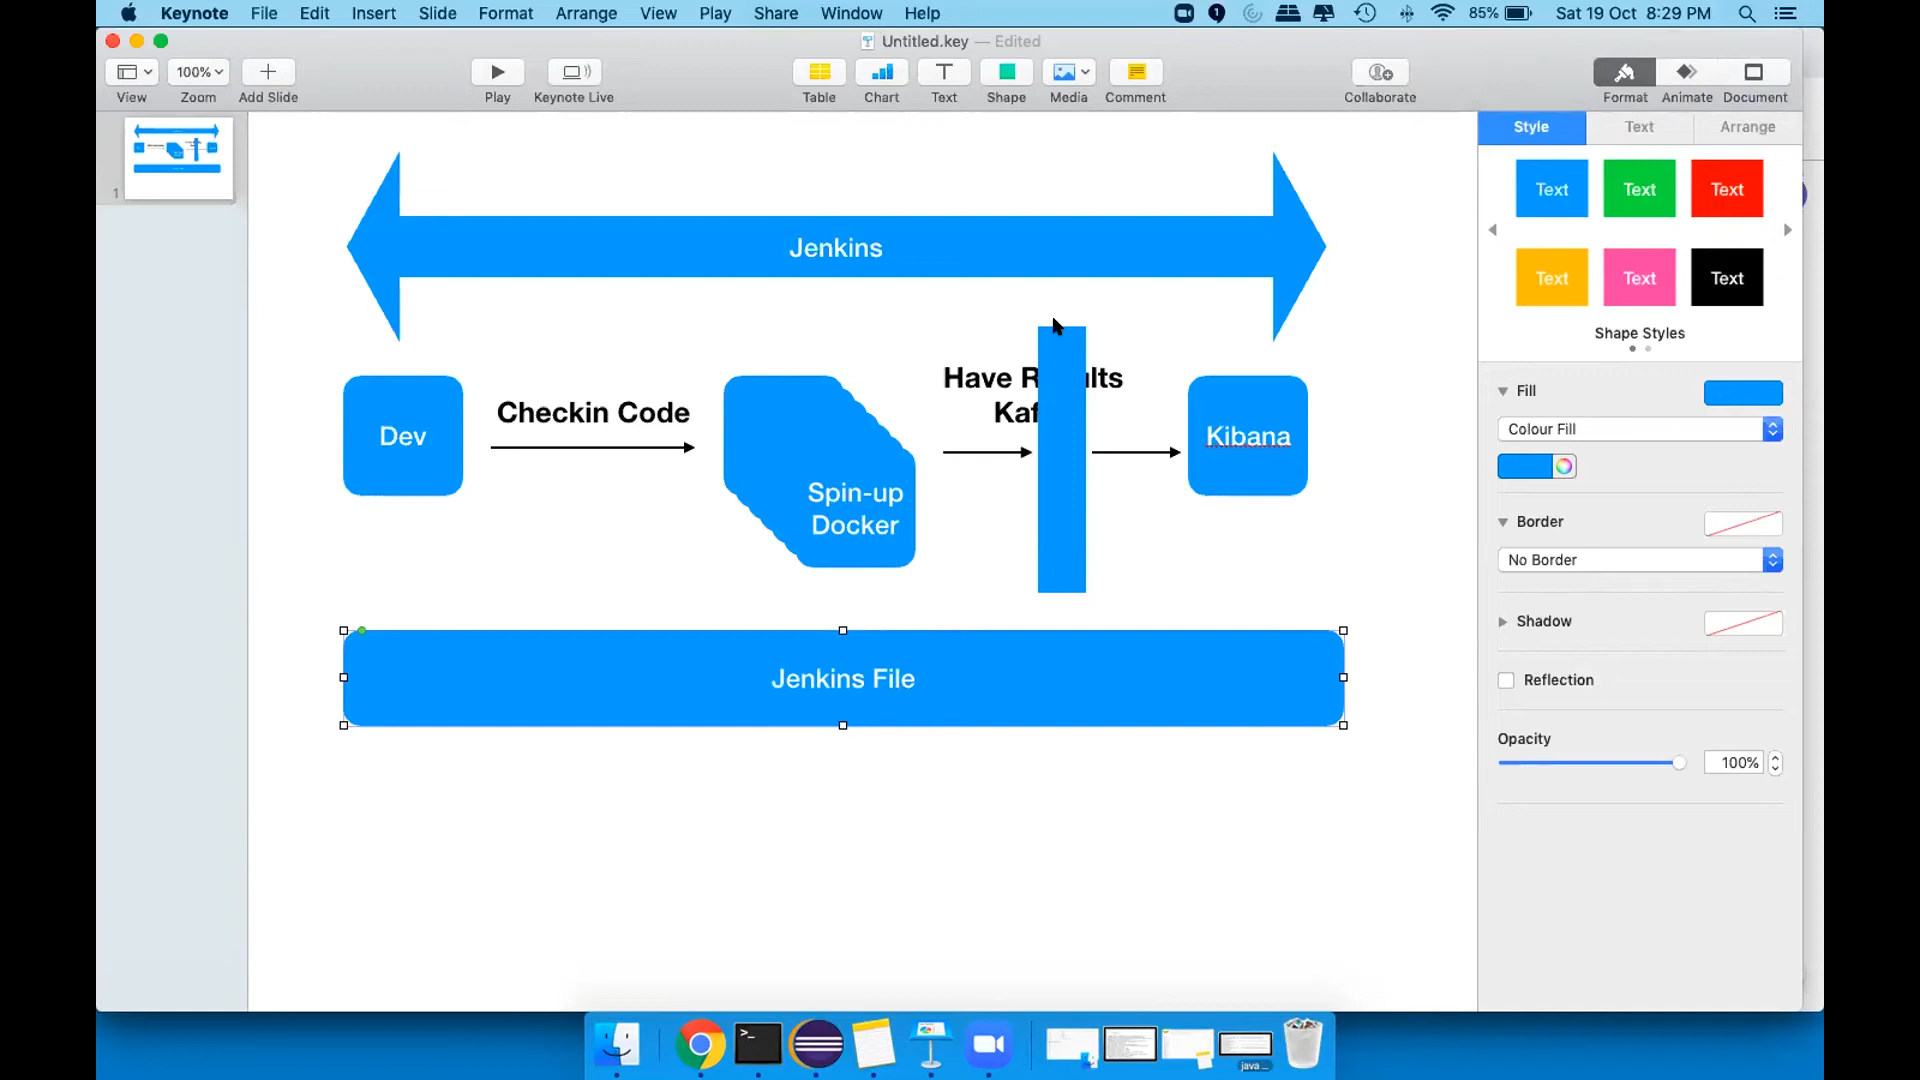 Keynote File Edit Insert Slide Format Arrange View Play Share Window Help
85% Sat 19 Oct 8:29 PM
Untitled.key — Edited
100%
View Zoom Add Slide Play Keynote Live Table Chart Text Shape Media Comment Collaborate Format Animate Document
1
Style Text Arrange
Text Text Text
Text Text Text
Shape Styles
Fill
Colour Fill
Border
No Border
Shadow
Reflection
Opacity
100%
Jenkins
Dev
Checkin Code
Spin-up
Docker
Have R lts
Kaf
Kibana
Jenkins File
java ...